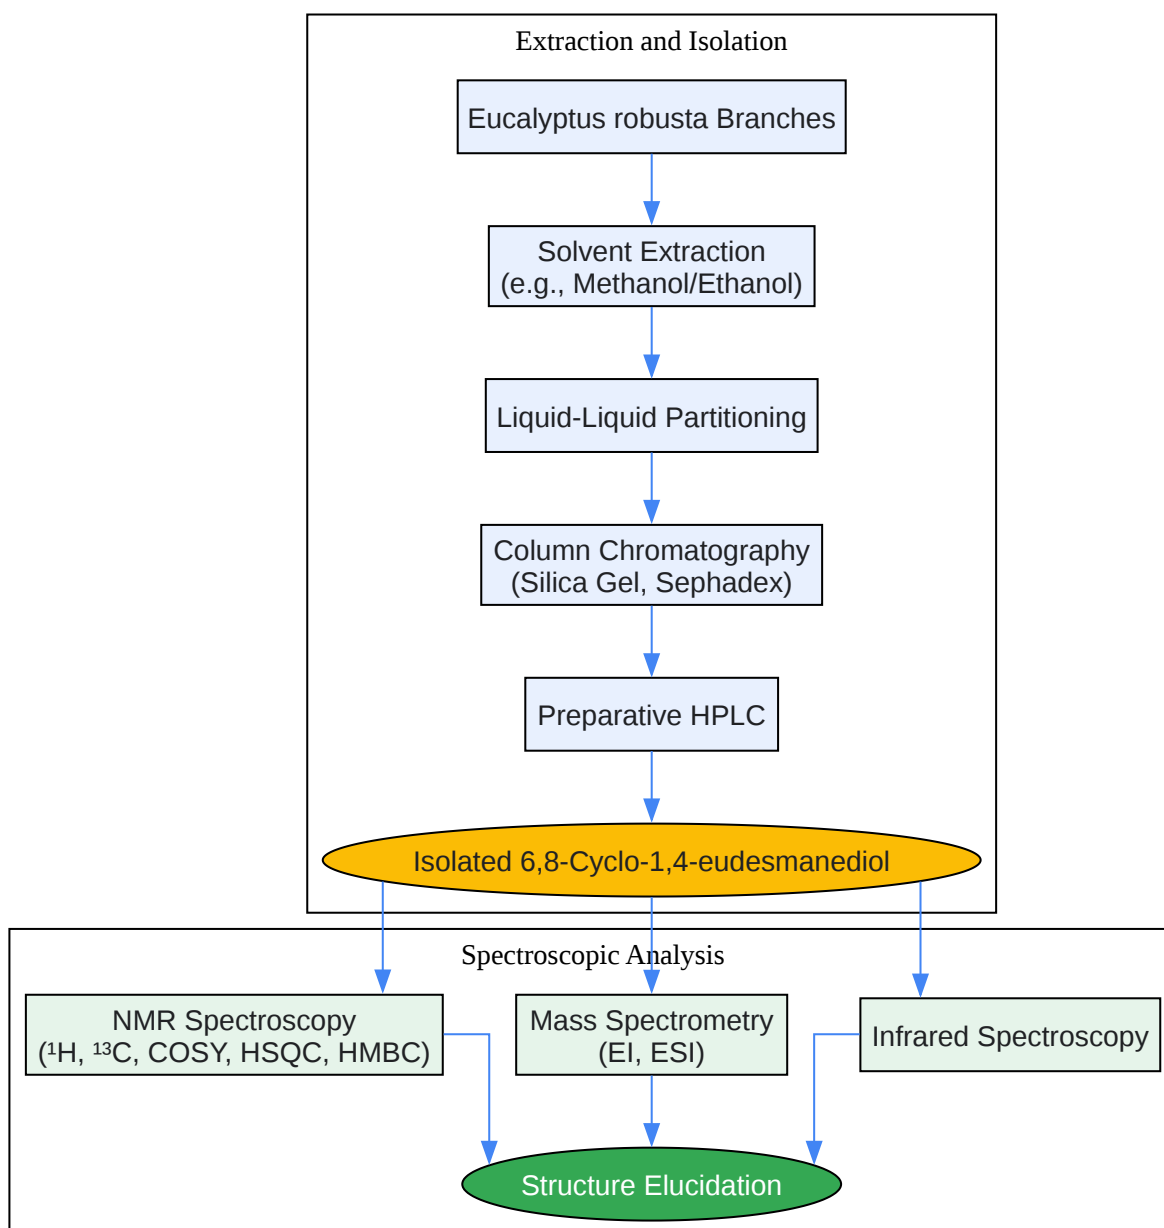 Extraction and Isolation
Eucalyptus robusta Branches
Solvent Extraction
(e.g., Methanol/Ethanol)
Liquid-Liquid Partitioning
Column Chromatography
(Silica Gel, Sephadex)
Preparative HPLC
Isolated 6,8-Cyclo-1,4-eudesmanediol
Spectroscopic Analysis
NMR Spectroscopy
(¹H, ¹³C, COSY, HSQC, HMBC)
Mass Spectrometry
(EI, ESI)
Infrared Spectroscopy
Structure Elucidation